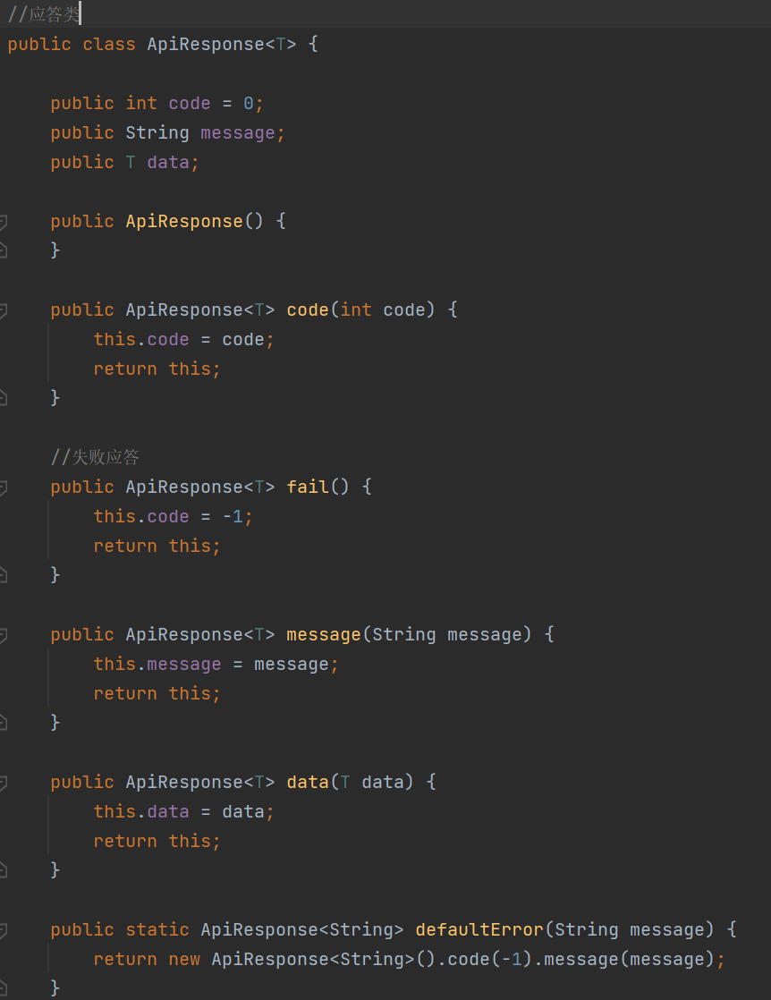 //应答类
public class ApiResponse<T> {
public int code = 0;
public String message;
public T data;
public ApiResponse() {
}
public ApiResponse<T> code(int code) {
this.code = code;
return this;
}
//失败应答
public ApiResponse<T> fail() {
this.code = -1;
return this;
}
public ApiResponse<T> message(String message) {
this.message = message;
return this;
}
public ApiResponse<T> data(T data) {
this.data = data;
return this;
}
public static ApiResponse<String> defaultError(String message) {
return new ApiResponse<String>().code(-1).message(message);
}